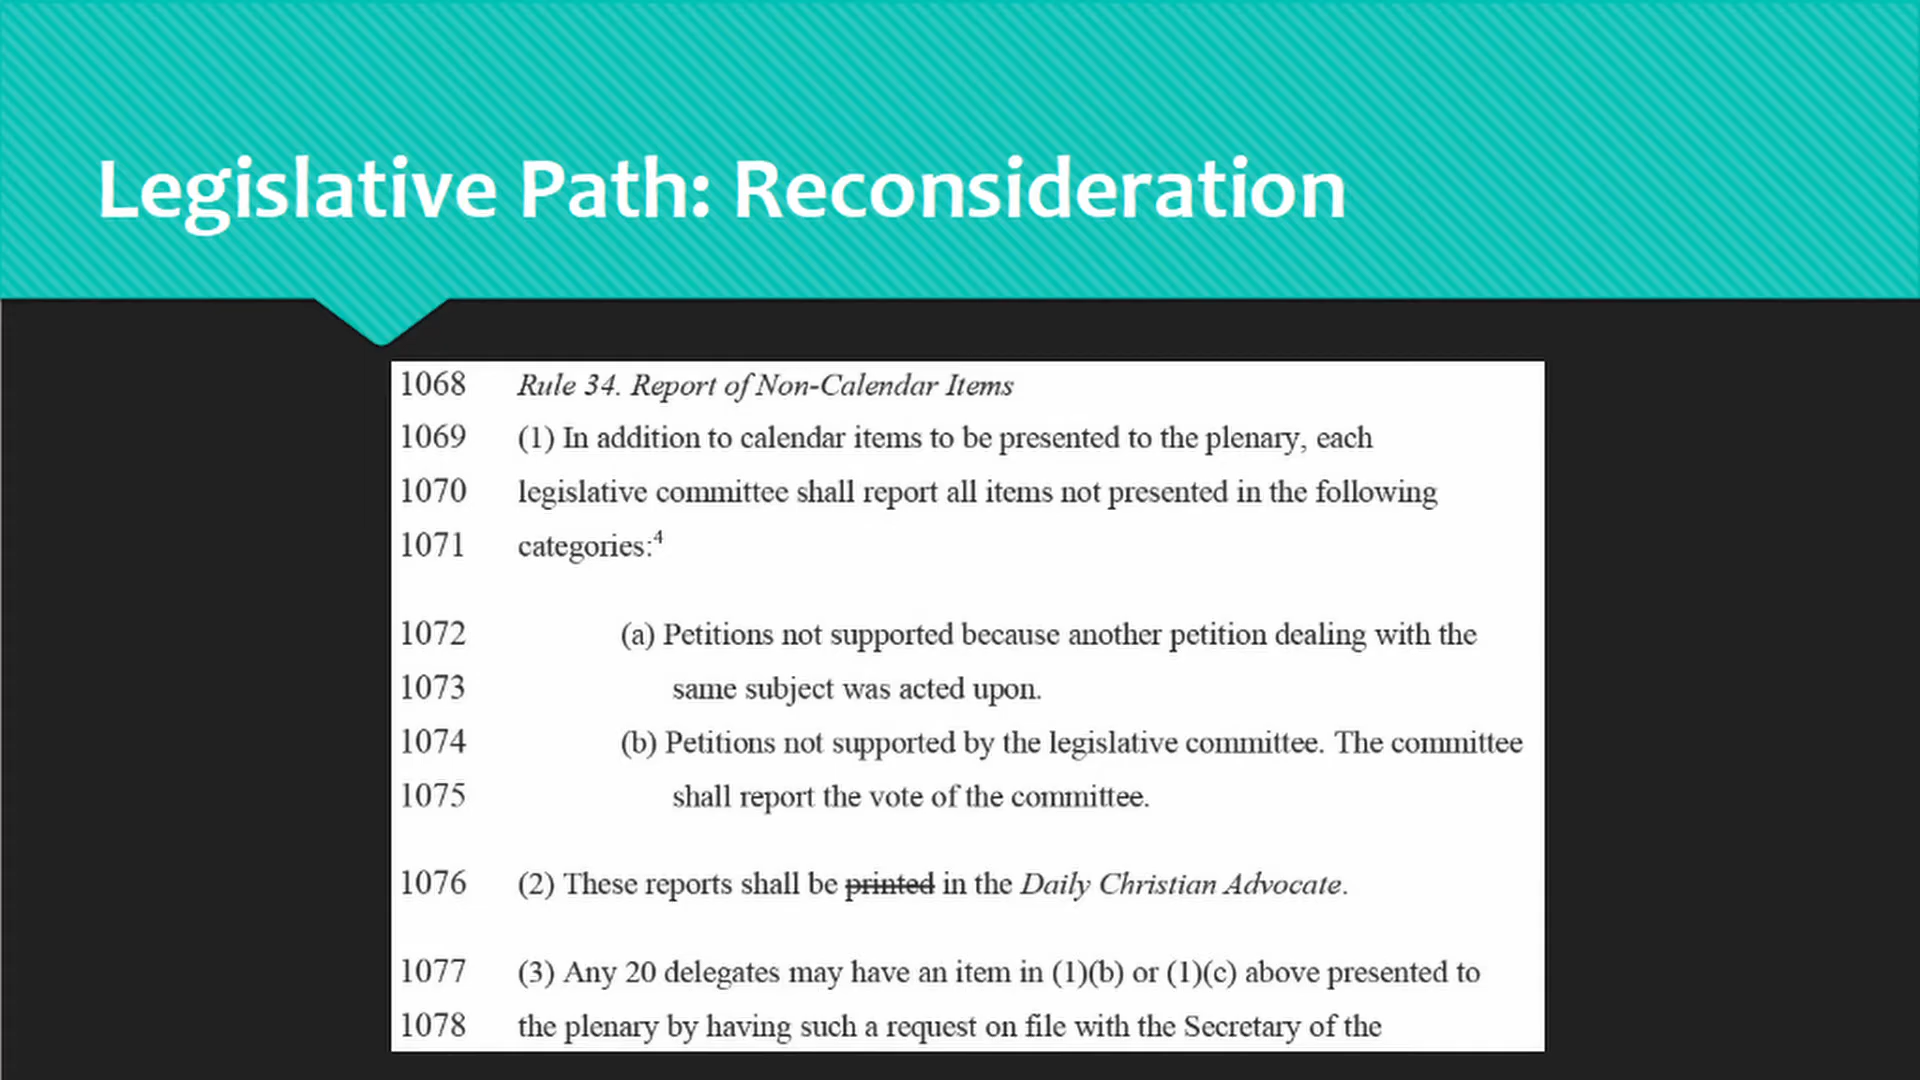 Legislative Path: Reconsideration
1068 Rule 34. Report of Non-Calendar Items
1069 (1) In addition to calendar items to be presented to the plenary, each
1070 legislative committee shall report all items not presented in the following
1071 categories:⁴
1072 (a) Petitions not supported because another petition dealing with the
1073 same subject was acted upon.
1074 (b) Petitions not supported by the legislative committee. The committee
1075 shall report the vote of the committee.
1076 (2) These reports shall be printed in the Daily Christian Advocate.
1077 (3) Any 20 delegates may have an item in (1)(b) or (1)(c) above presented to
1078 the plenary by having such a request on file with the Secretary of the